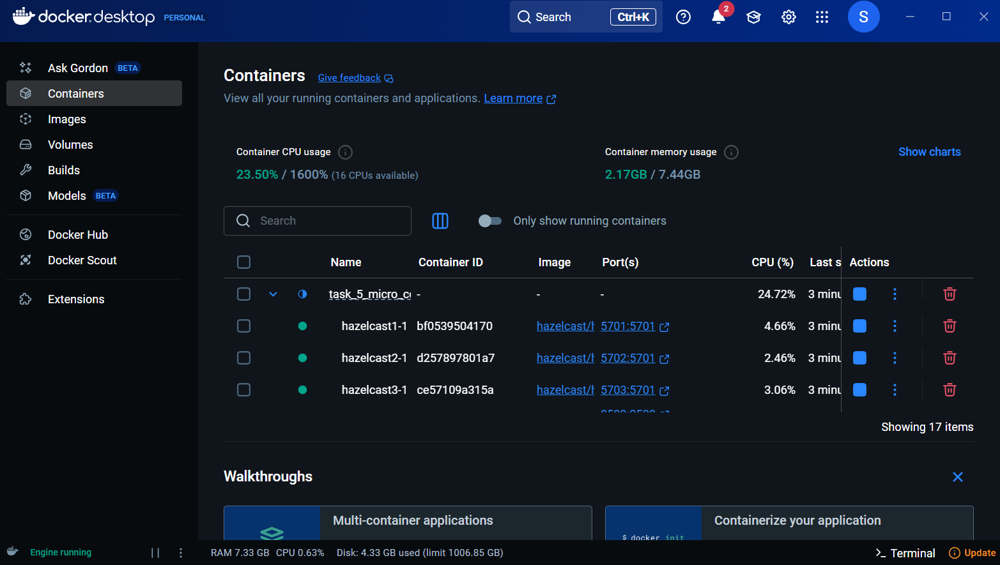 docker.desktop PERSONAL
Search Ctrl+K
2
S
Ask Gordon BETA
Containers
Images
Volumes
Builds
Models BETA
Docker Hub
Docker Scout
Extensions
Containers Give feedback
View all your running containers and applications. Learn more
Container CPU usage
23.50% / 1600% (16 CPUs available)
Container memory usage
2.17GB / 7.44GB
Show charts
Search
Only show running containers
Name Container ID Image Port(s) CPU (%) Last s Actions
task_5_micro_c - - - 24.72% 3 minu
hazelcast1-1 bf0539504170 hazelcast/h 5701:5701 4.66% 3 minu
hazelcast2-1 d257897801a7 hazelcast/h 5702:5701 2.46% 3 minu
hazelcast3-1 ce57109a315a hazelcast/h 5703:5701 3.06% 3 minu
Showing 17 items
Walkthroughs
Multi-container applications
Containerize your application
$ docker init
Engine running
RAM 7.33 GB CPU 0.63% Disk: 4.33 GB used (limit 1006.85 GB)
>_ Terminal
Update